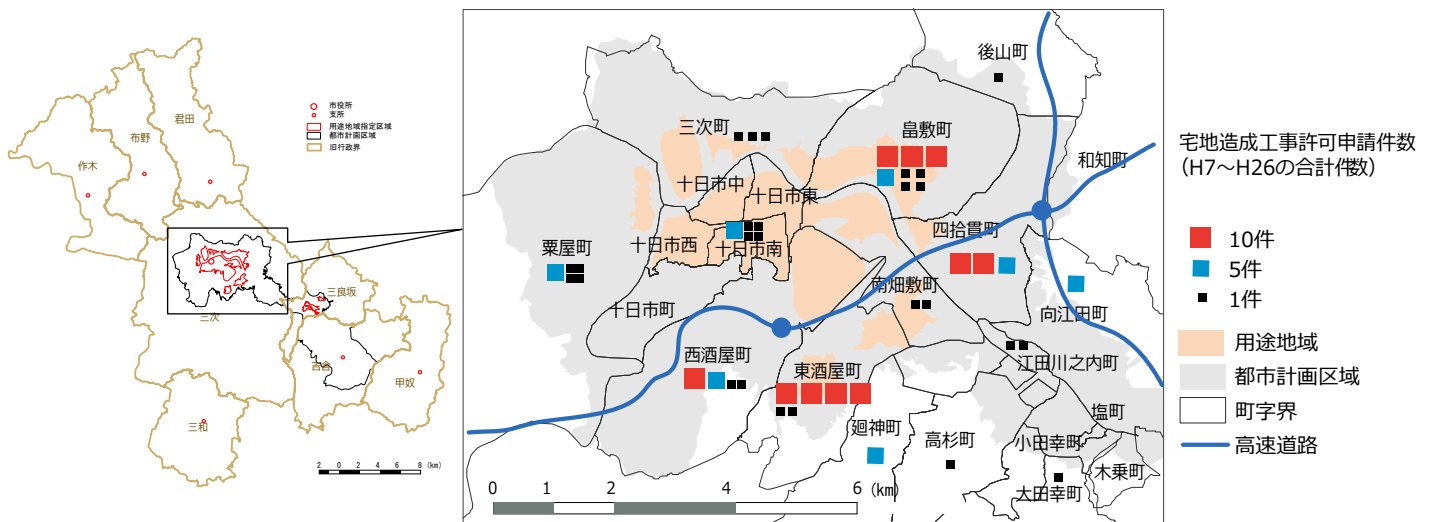 市役所
支所
用途地域指定区域
都市計画区域
旧行政界
君田
布野
作木
三良坂
三次
吉舎
甲奴
三和
2 0 2 4 6 8 (km)
後山町
三次町
畠敷町
和知町
十日市中
十日市東
四拾貫町
粟屋町
十日市西
十日市南
南畑敷町
十日市町
向江田町
西酒屋町
東酒屋町
江田川之内町
塩町
廻神町
高杉町
小田幸町
木乗町
大田幸町
0 1 2 4 6 (km)
宅地造成工事許可申請件数
(H7～H26の合計件数)
10件
5件
1件
用途地域
都市計画区域
町字界
高速道路